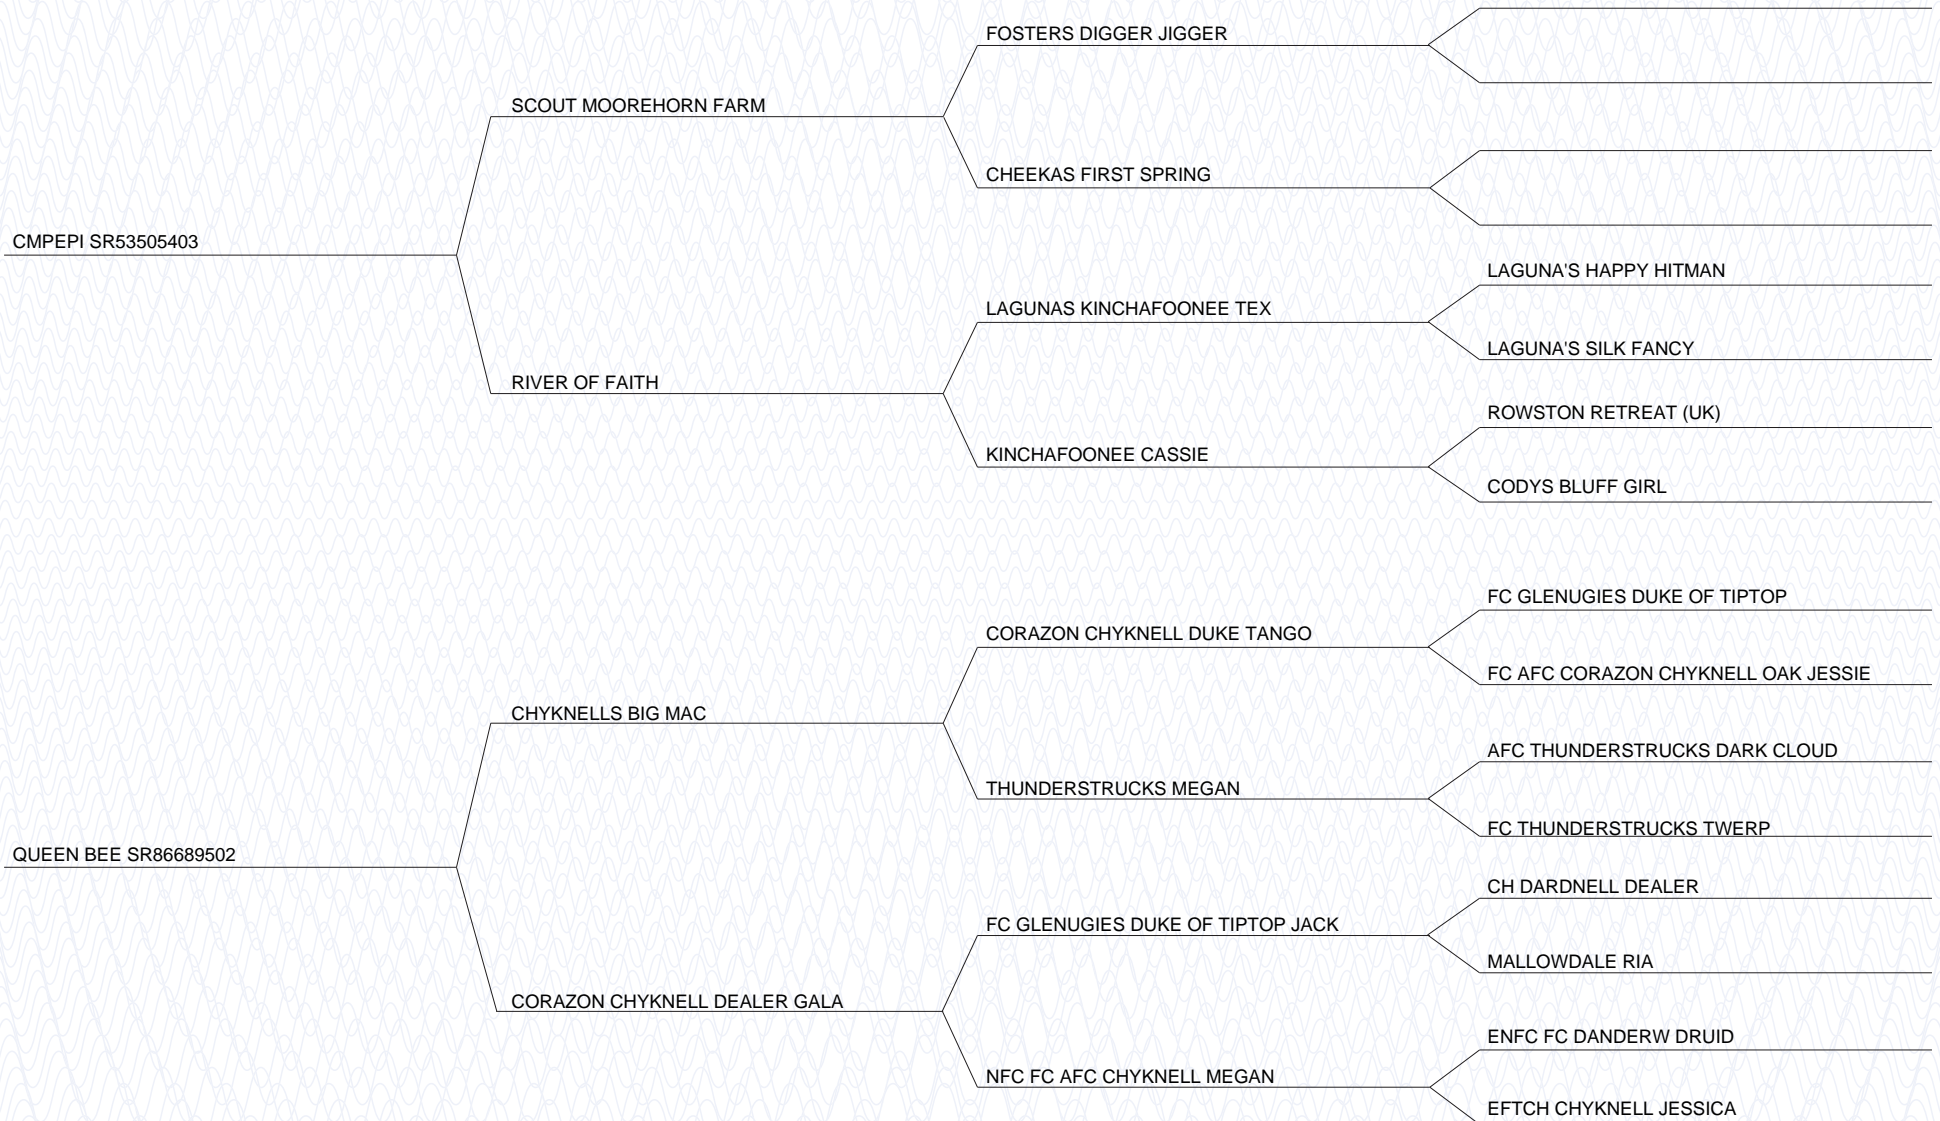 FOSTERS DIGGER JIGGER
SCOUT MOOREHORN FARM
CHEEKAS FIRST SPRING
CMPEPI SR53505403
LAGUNA'S HAPPY HITMAN
LAGUNAS KINCHAFOONEE TEX
LAGUNA'S SILK FANCY
RIVER OF FAITH
ROWSTON RETREAT (UK)
KINCHAFOONEE CASSIE
CODYS BLUFF GIRL
FC GLENUGIES DUKE OF TIPTOP
CORAZON CHYKNELL DUKE TANGO
FC AFC CORAZON CHYKNELL OAK JESSIE
CHYKNELLS BIG MAC
AFC THUNDERSTRUCKS DARK CLOUD
THUNDERSTRUCKS MEGAN
FC THUNDERSTRUCKS TWERP
QUEEN BEE SR86689502
CH DARDNELL DEALER
FC GLENUGIES DUKE OF TIPTOP JACK
MALLOWDALE RIA
CORAZON CHYKNELL DEALER GALA
ENFC FC DANDERW DRUID
NFC FC AFC CHYKNELL MEGAN
EFTCH CHYKNELL JESSICA